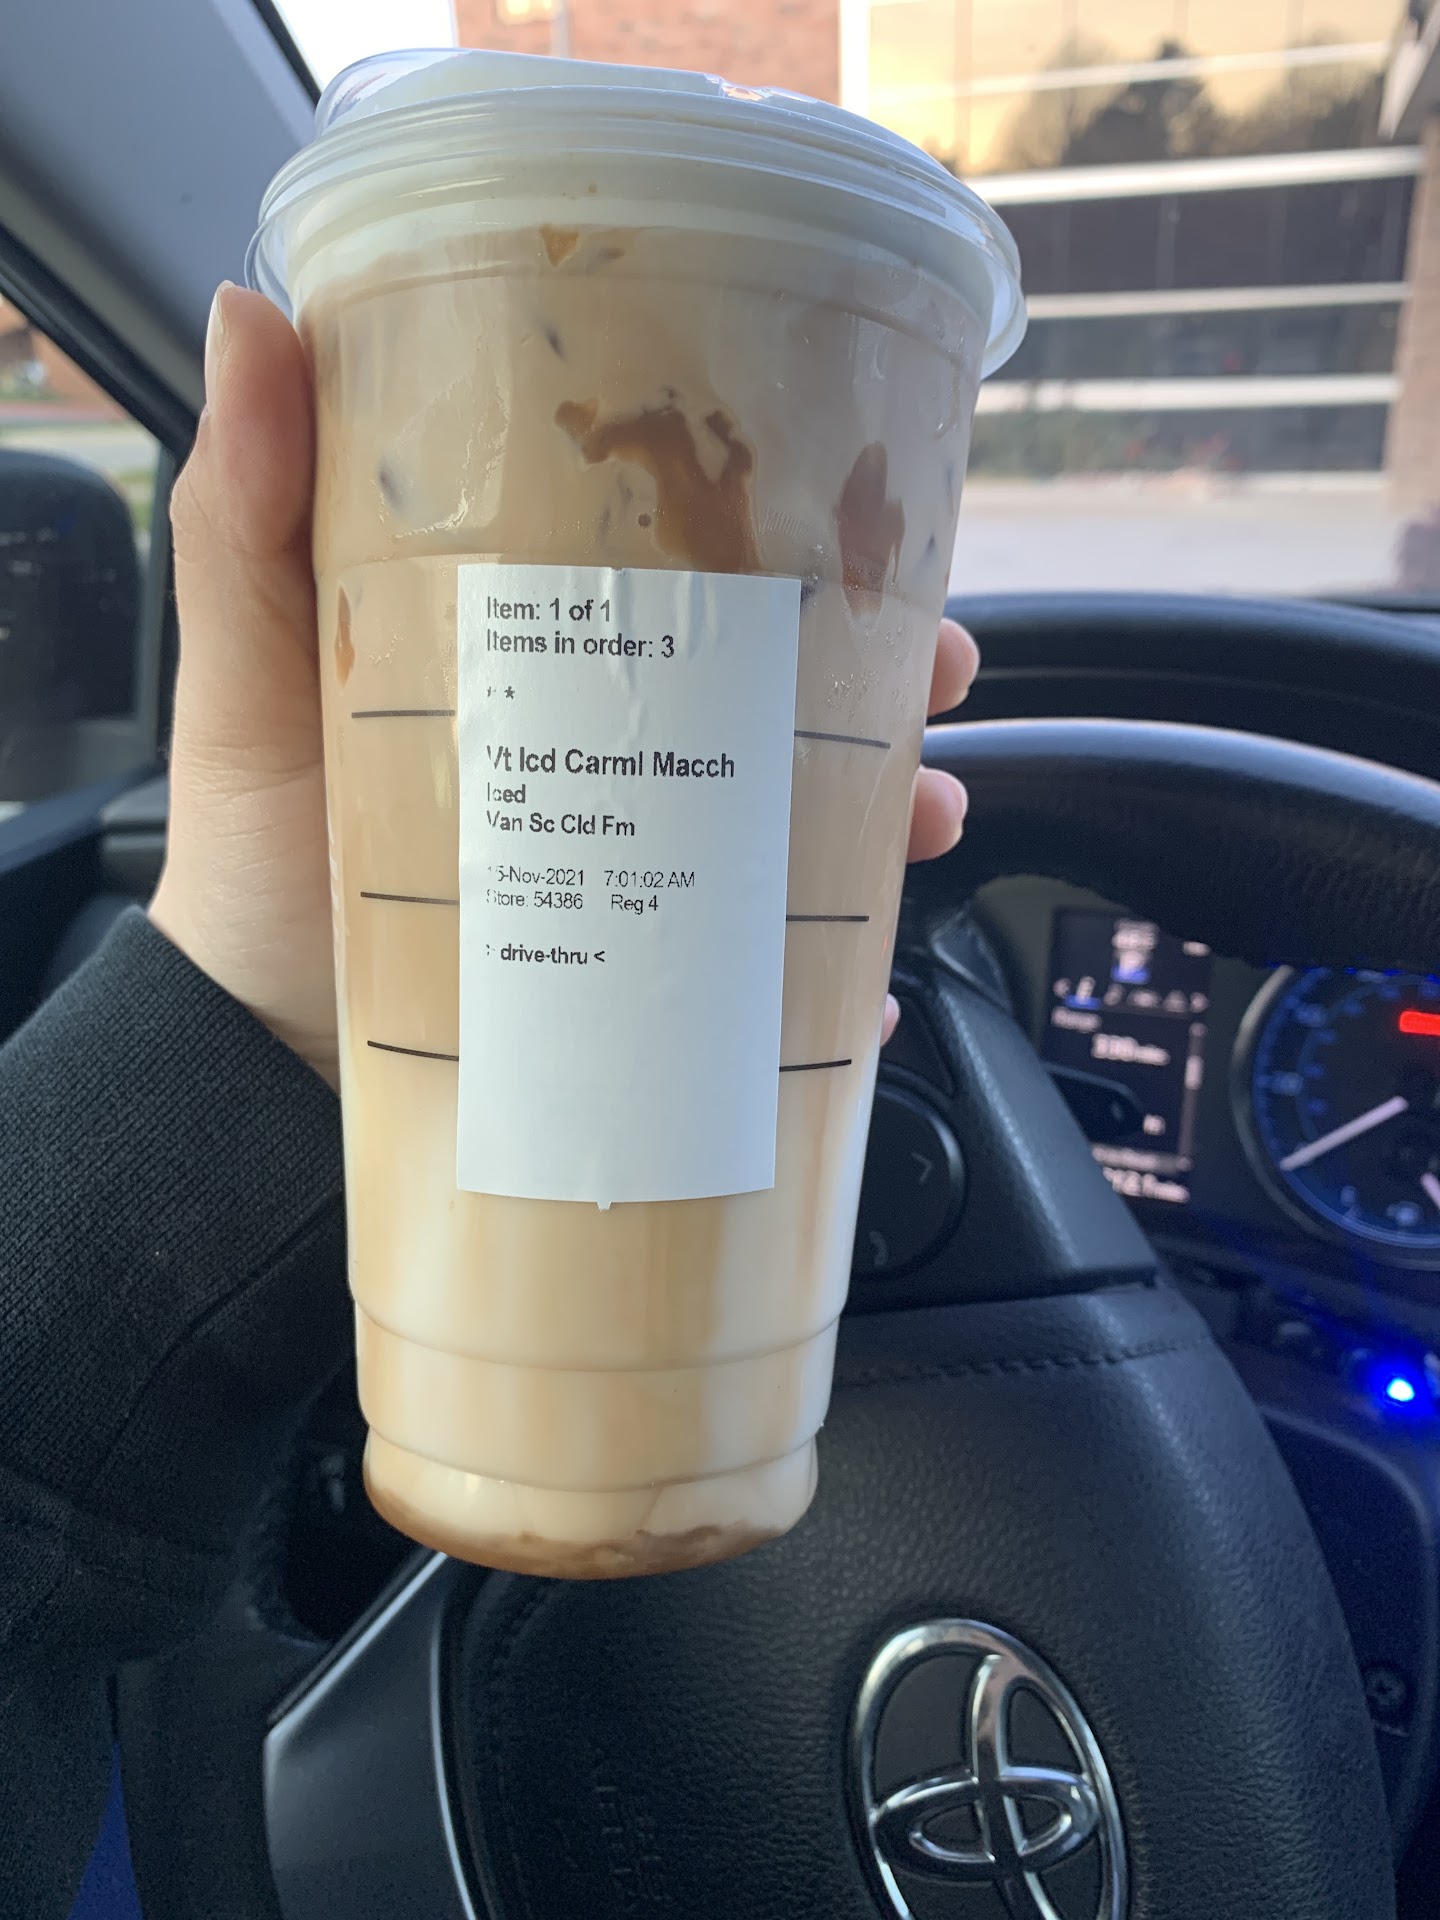 Item: 1 of 1
Items in order: 3
* *
Vt Icd Carml Macch
Iced
Van Sc Cld Fm
15-Nov-2021 7:01:02 AM
Store: 54386 Reg 4
> drive-thru <